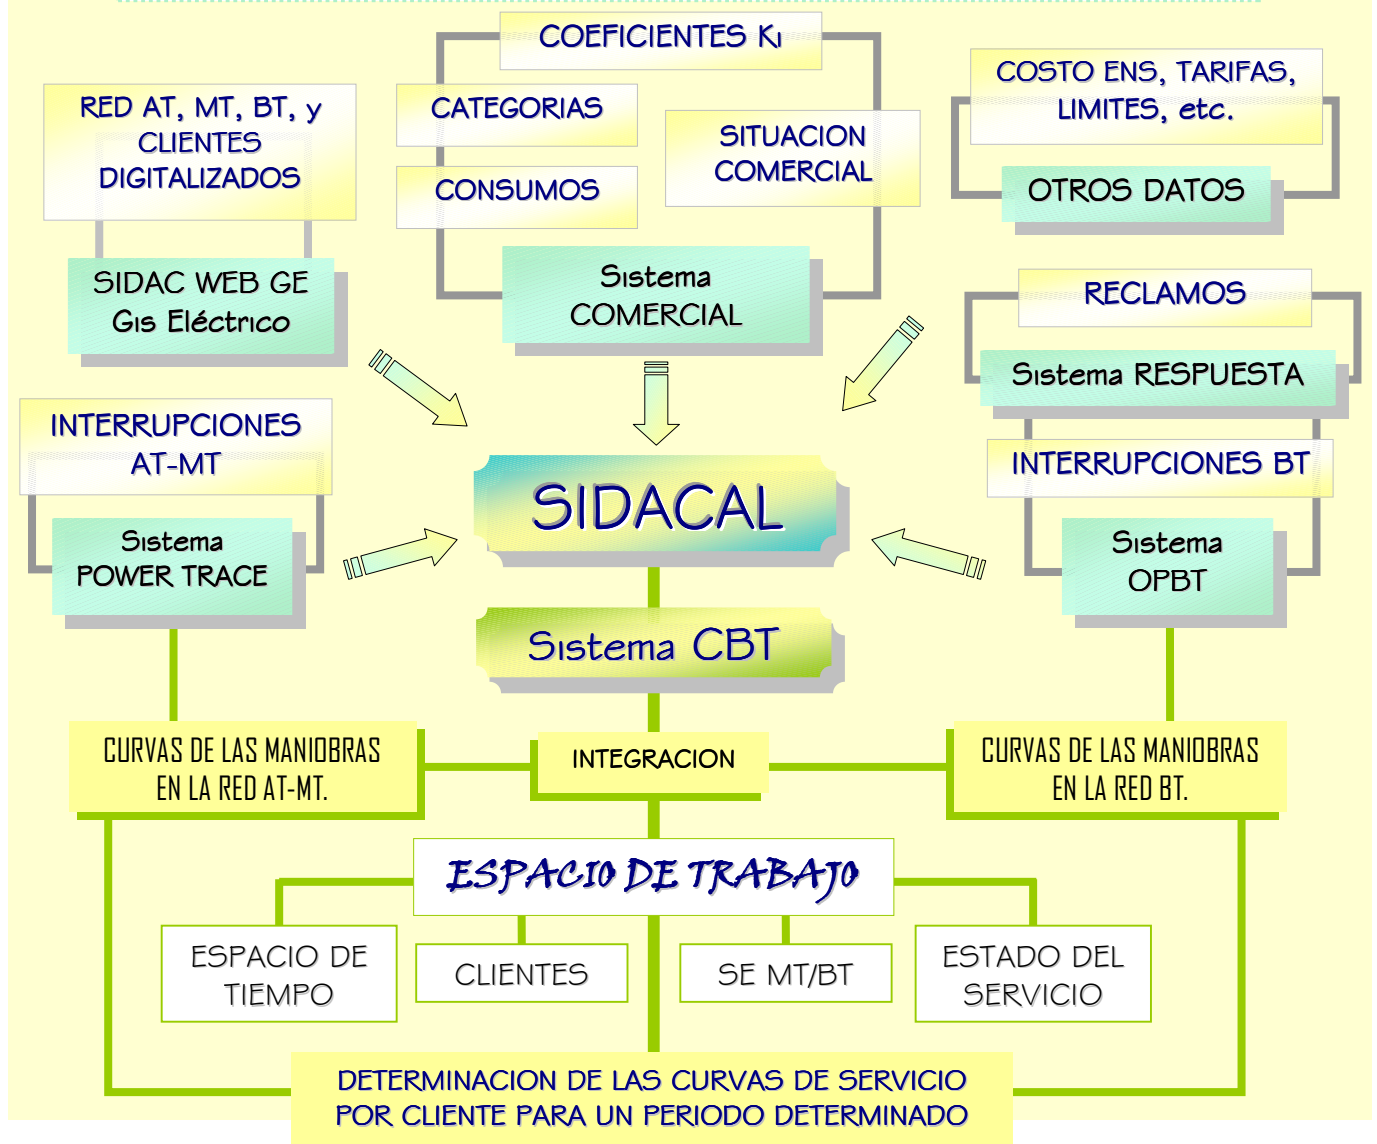 COEFICIENTES Ki
CATEGORIAS
CONSUMOS
SITUACION
COMERCIAL
Sistema
COMERCIAL
COSTO ENS, TARIFAS,
LIMITES, etc.
OTROS DATOS
RED AT, MT, BT, y
CLIENTES
DIGITALIZADOS
SIDAC WEB GE
Gis Eléctrico
RECLAMOS
Sistema RESPUESTA
INTERRUPCIONES
AT-MT
Sistema
POWER TRACE
INTERRUPCIONES BT
Sistema
OPBT
SIDACAL
Sistema CBT
CURVAS DE LAS MANIOBRAS
EN LA RED AT-MT.
INTEGRACION
CURVAS DE LAS MANIOBRAS
EN LA RED BT.
ESPACIO DE TRABAJO
ESPACIO DE
TIEMPO
CLIENTES
SE MT/BT
ESTADO DEL
SERVICIO
DETERMINACION DE LAS CURVAS DE SERVICIO
POR CLIENTE PARA UN PERIODO DETERMINADO